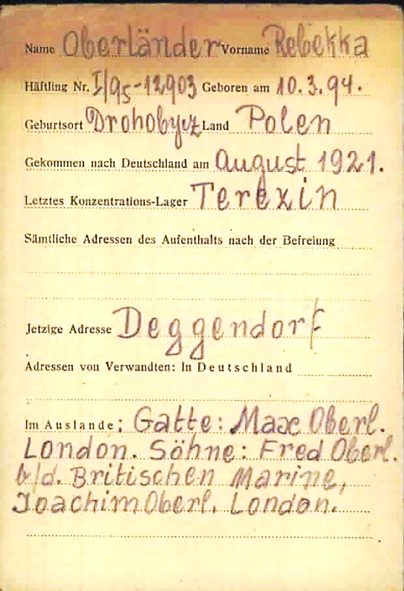 Name Oberländer Vorname Rebekka
Häftling Nr. I/95-12903 Geboren am 10.3.94.
Geburtsort Drohobycz Land Polen
Gekommen nach Deutschland am August 1921.
Letztes Konzentrations-Lager Terezin
Sämtliche Adressen des Aufenthalts nach der Befreiung
Jetzige Adresse Deggendorf
Adressen von Verwandten: In Deutschland
Im Auslande: Gatte: Max Oberl.
London. Söhne: Fred Oberl.
b/d. Britischen Marine,
Joachim Oberl. London.